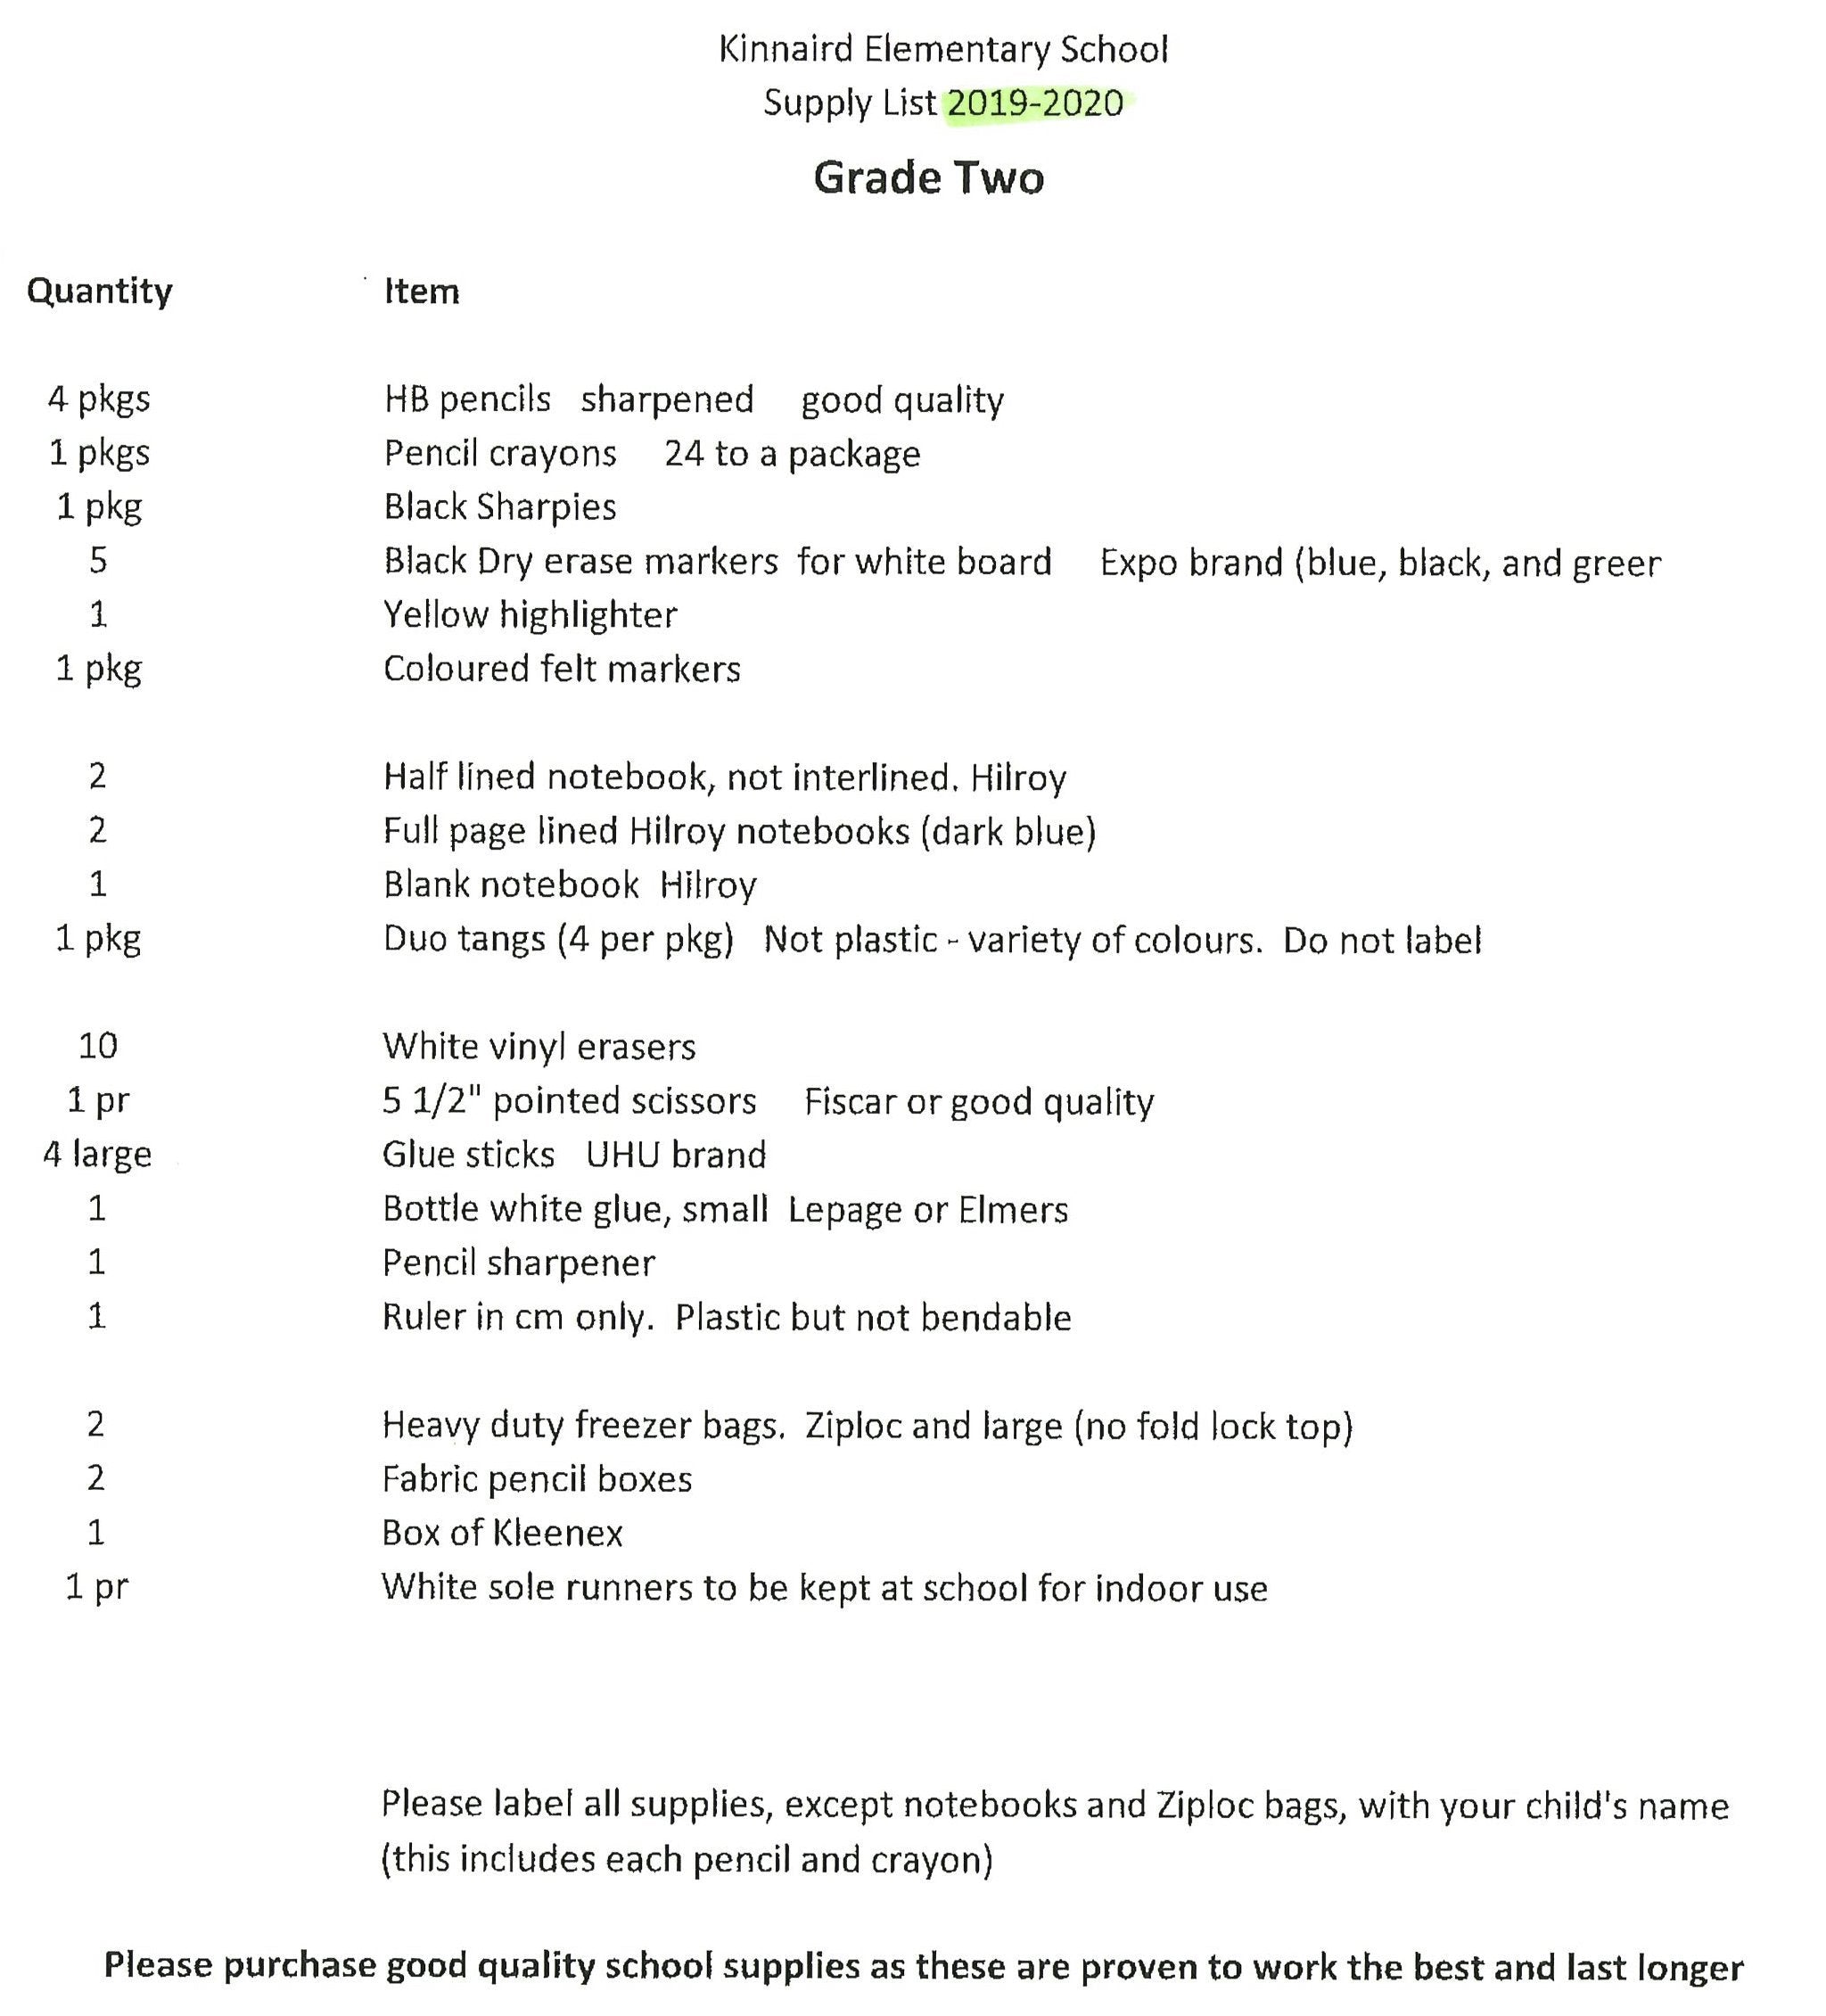 Kinnaird Elementary School
Supply List 2019-2020
Grade Two
Quantity Item
4 pkgs HB pencils sharpened good quality
1 pkgs Pencil crayons 24 to a package
1 pkg Black Sharpies
5 Black Dry erase markers for white board Expo brand (blue, black, and greer
1 Yellow highlighter
1 pkg Coloured felt markers
2 Half lined notebook, not interlined. Hilroy
2 Full page lined Hilroy notebooks (dark blue)
1 Blank notebook Hilroy
1 pkg Duo tangs (4 per pkg) Not plastic - variety of colours. Do not label
10 White vinyl erasers
1 pr 5 1/2" pointed scissors Fiscar or good quality
4 large Glue sticks UHU brand
1 Bottle white glue, small Lepage or Elmers
1 Pencil sharpener
1 Ruler in cm only. Plastic but not bendable
2 Heavy duty freezer bags. Ziploc and large (no fold lock top)
2 Fabric pencil boxes
1 Box of Kleenex
1 pr White sole runners to be kept at school for indoor use
Please label all supplies, except notebooks and Ziploc bags, with your child's name
(this includes each pencil and crayon)
Please purchase good quality school supplies as these are proven to work the best and last longer